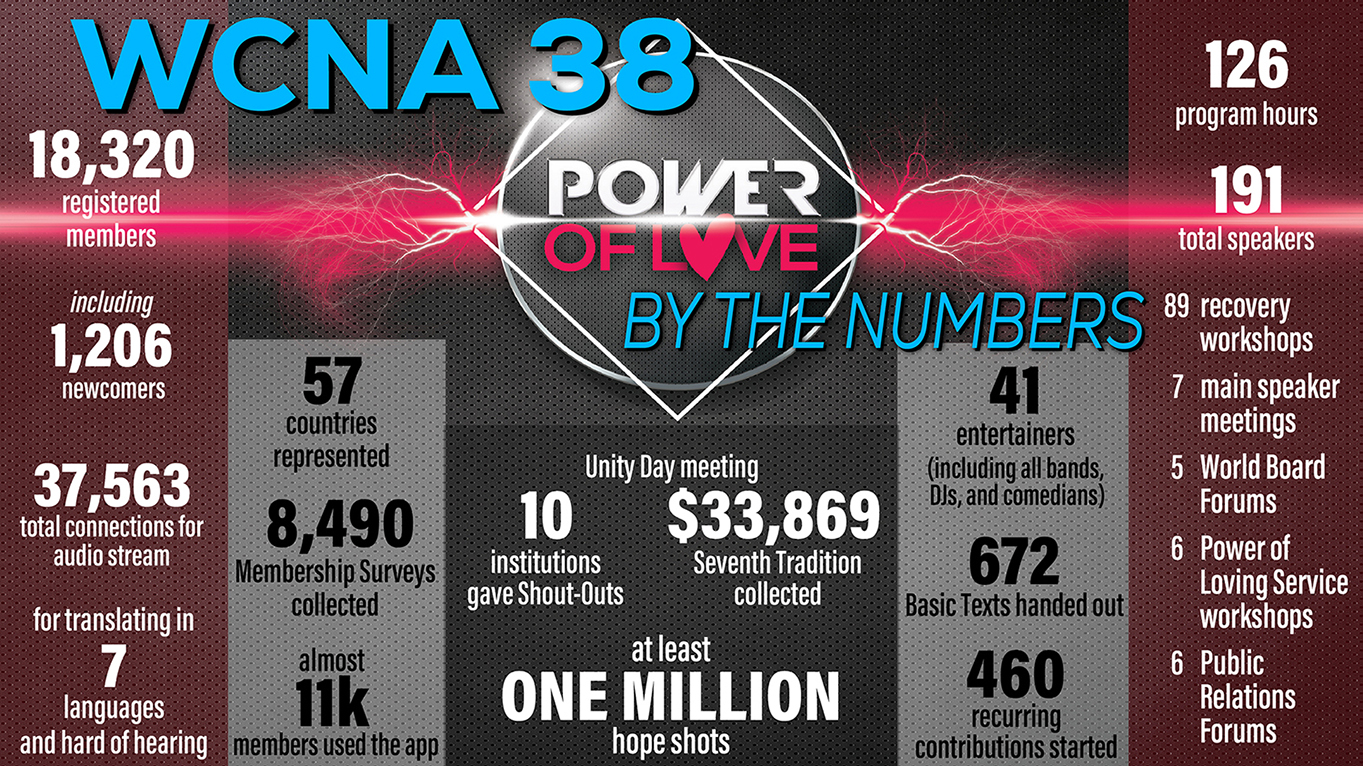 WCNA 38
POWER
OF LOVE
BY THE NUMBERS
18,320
registered
members
including
1,206
newcomers
37,563
total connections for
audio stream
for translating in
7
languages
and hard of hearing
57
countries
represented
8,490
Membership Surveys
collected
almost
11k
members used the app
Unity Day meeting
10
institutions
gave Shout-Outs
$33,869
Seventh Tradition
collected
at least
ONE MILLION
hope shots
41
entertainers
(including all bands,
DJs, and comedians)
672
Basic Texts handed out
460
recurring
contributions started
126
program hours
191
total speakers
89 recovery
workshops
7 main speaker
meetings
5 World Board
Forums
6 Power of
Loving Service
workshops
6 Public
Relations
Forums